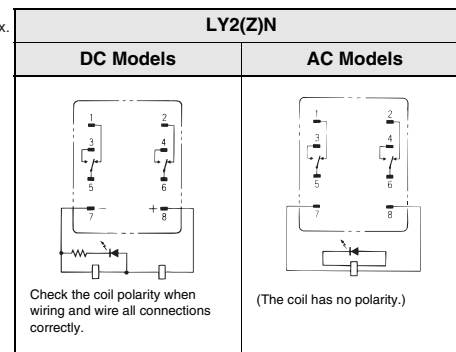 x.
LY2(Z)N
DC Models
AC Models
1 2
3 4
5 6
7 − + 8
1 2
3 4
5 6
7 8
Check the coil polarity when
wiring and wire all connections
correctly.
(The coil has no polarity.)